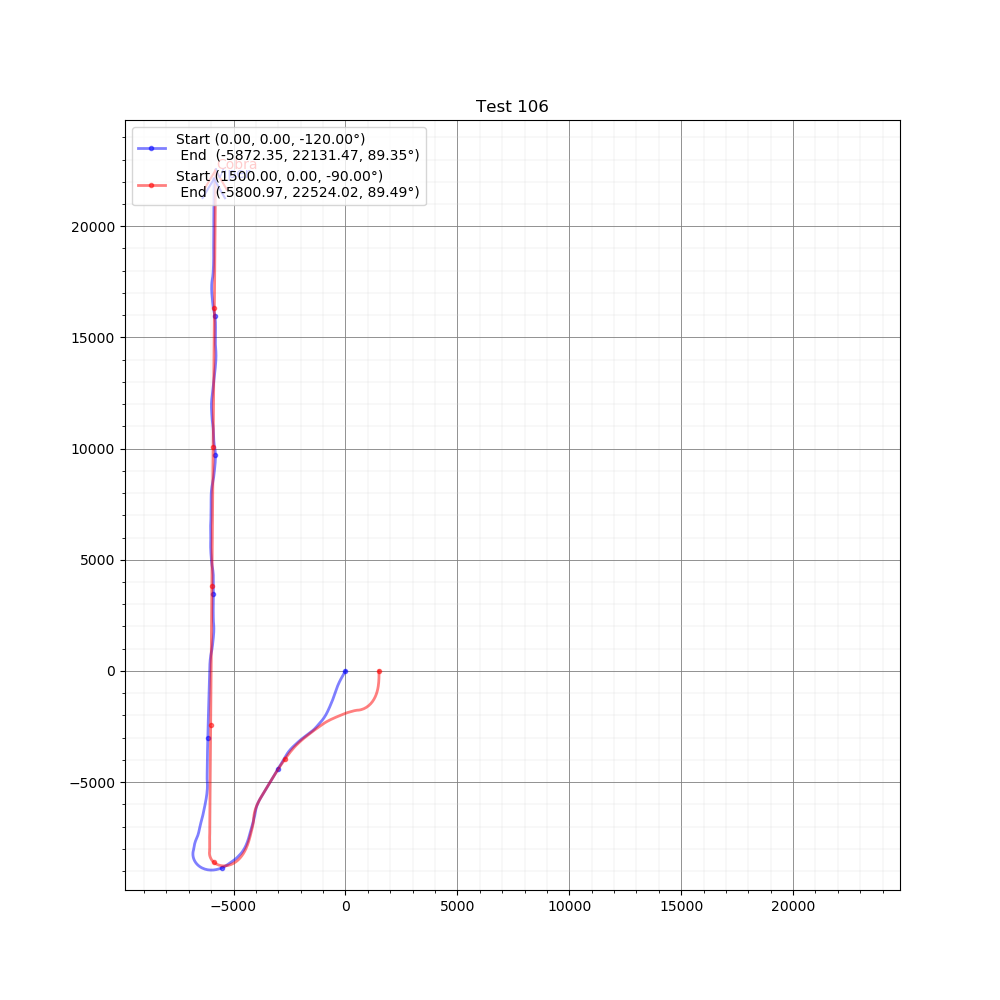 Test 106
Start (0.00, 0.00, -120.00°)
End (-5872.35, 22131.47, 89.35°)
Start (1500.00, 0.00, -90.00°)
End (-5800.97, 22524.02, 89.49°)
20000
15000
10000
5000
0
−5000
−5000 0 5000 10000 15000 20000